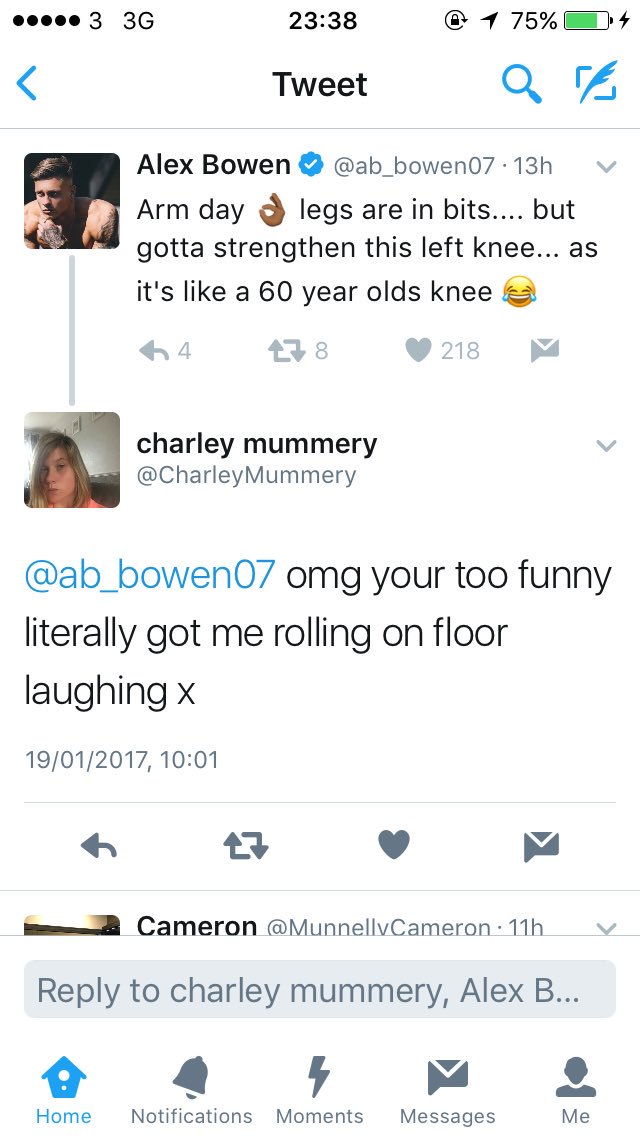 3 3G 23:38 75%
Tweet
Alex Bowen @ab_bowen07 · 13h
Arm day 👌🏾 legs are in bits.... but
gotta strengthen this left knee... as
it's like a 60 year olds knee 😂
4 8 218
charley mummery
@CharleyMummery
@ab_bowen07 omg your too funny
literally got me rolling on floor
laughing x
19/01/2017, 10:01
Cameron @MunnellyCameron · 11h
Reply to charley mummery, Alex B...
Home Notifications Moments Messages Me